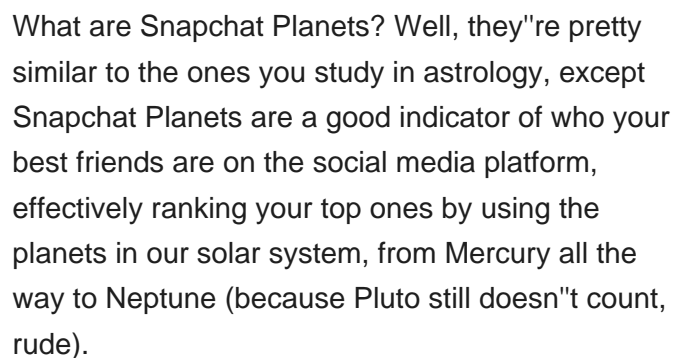 What are Snapchat Planets? Well, they"re pretty
similar to the ones you study in astrology, except
Snapchat Planets are a good indicator of who your
best friends are on the social media platform,
effectively ranking your top ones by using the
planets in our solar system, from Mercury all the
way to Neptune (because Pluto still doesn"t count,
rude).